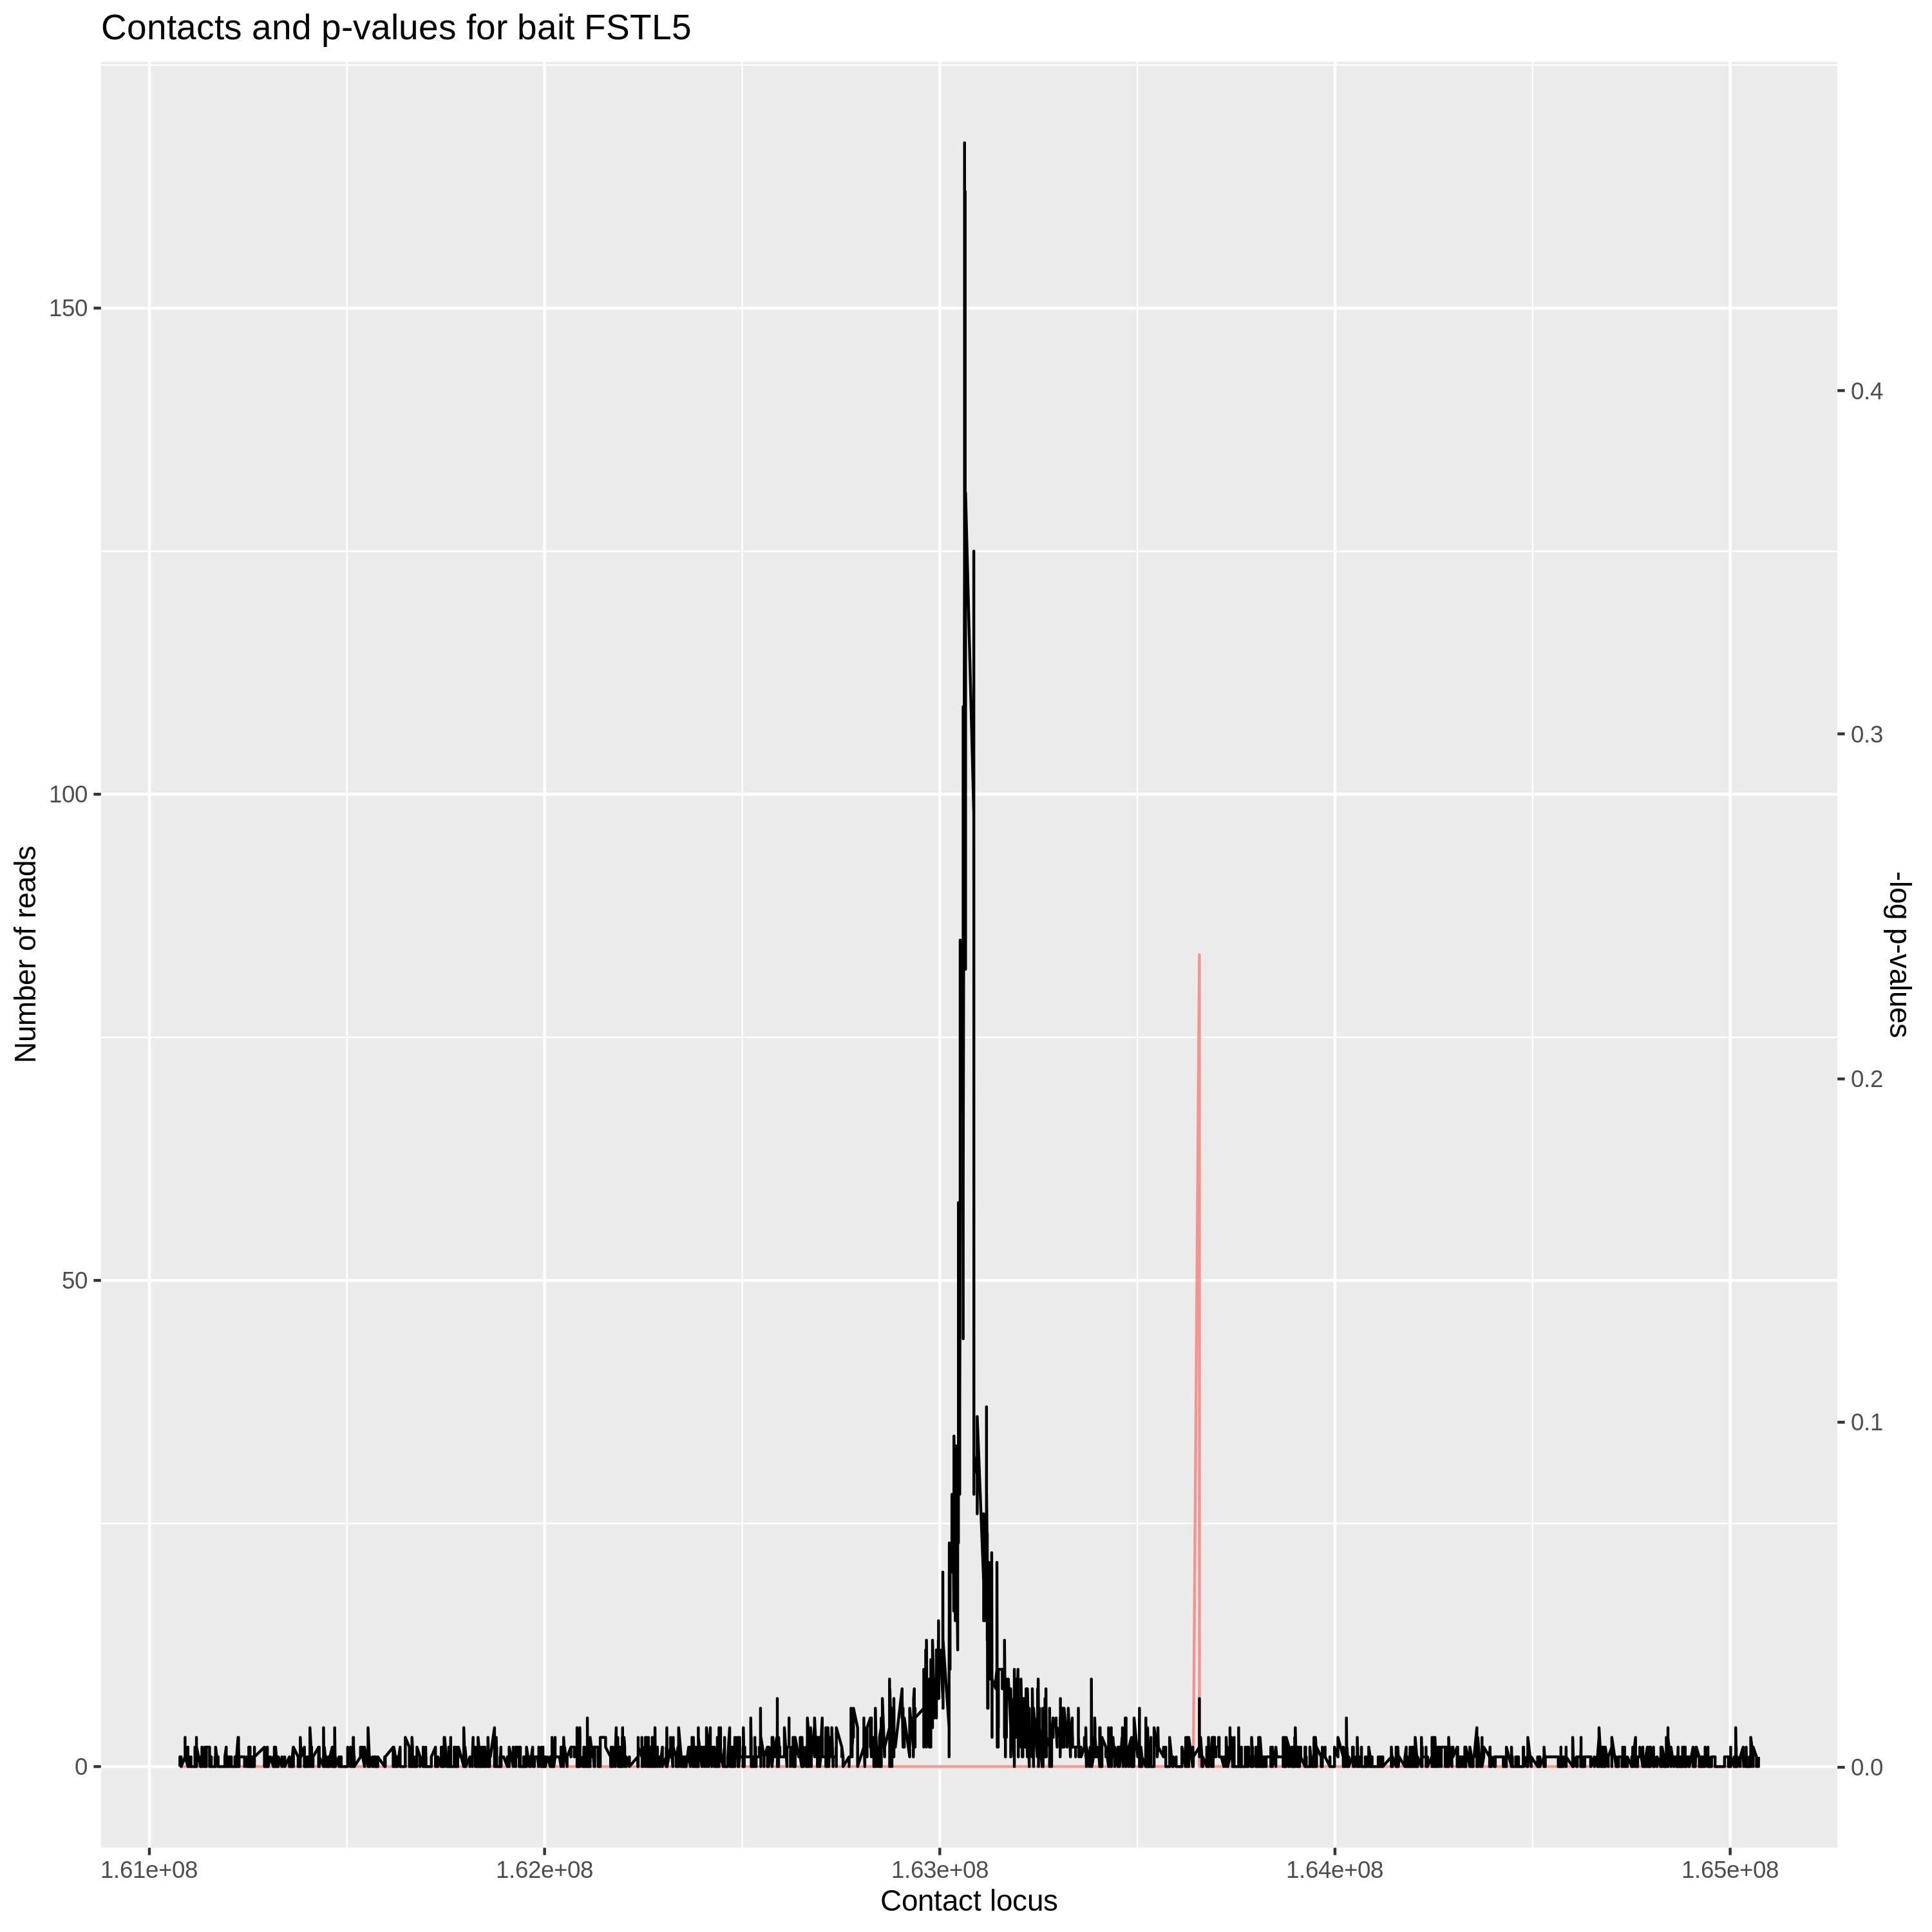 Contacts and p-values for bait FSTL5
150
100
50
0
Number of reads
0.4
0.3
0.2
0.1
0.0
-log p-values
1.61e+08 1.62e+08 1.63e+08 1.64e+08 1.65e+08
Contact locus